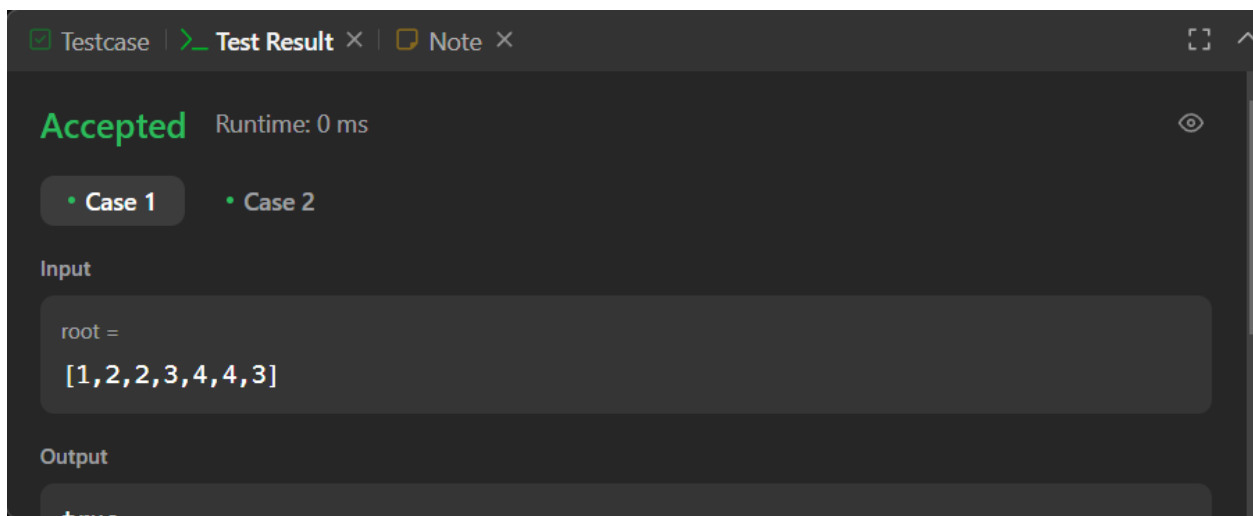 Testcase Test Result Note
Accepted Runtime: 0 ms
Case 1 Case 2
Input
root =
[1,2,2,3,4,4,3]
Output